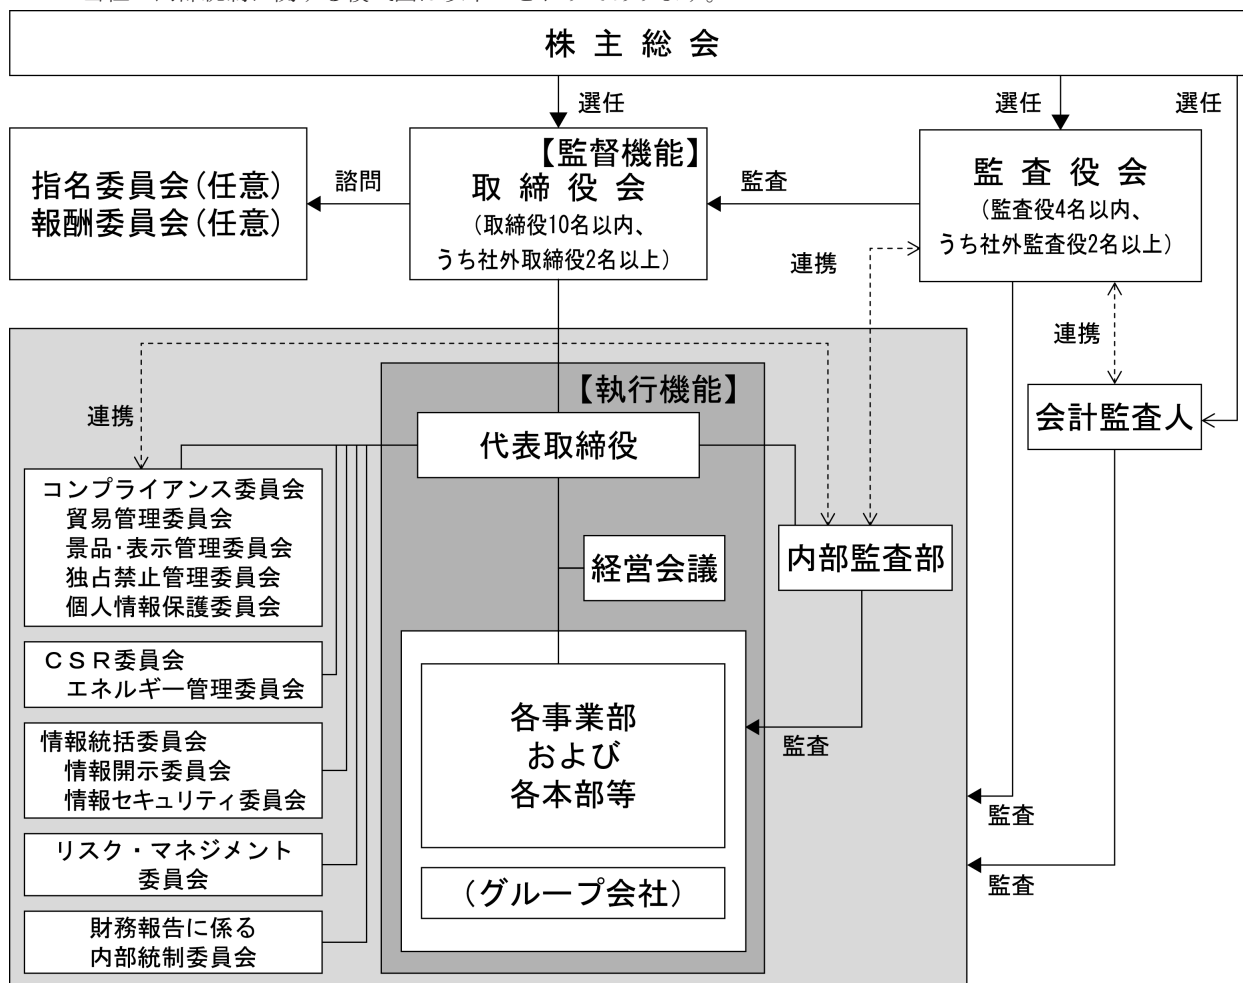 株主総会
選任
選任
選任
指名委員会(任意)
報酬委員会(任意)
諮問
【監督機能】
取締役会
(取締役10名以内、
うち社外取締役2名以上)
監査
監査役会
(監査役4名以内、
うち社外監査役2名以上)
連携
連携
会計監査人
【執行機能】
代表取締役
連携
コンプライアンス委員会
貿易管理委員会
景品・表示管理委員会
独占禁止管理委員会
個人情報保護委員会
経営会議
内部監査部
CSR委員会
エネルギー管理委員会
情報統括委員会
情報開示委員会
情報セキュリティ委員会
各事業部
および
各本部等
監査
監査
リスク・マネジメント
委員会
(グループ会社)
監査
財務報告に係る
内部統制委員会